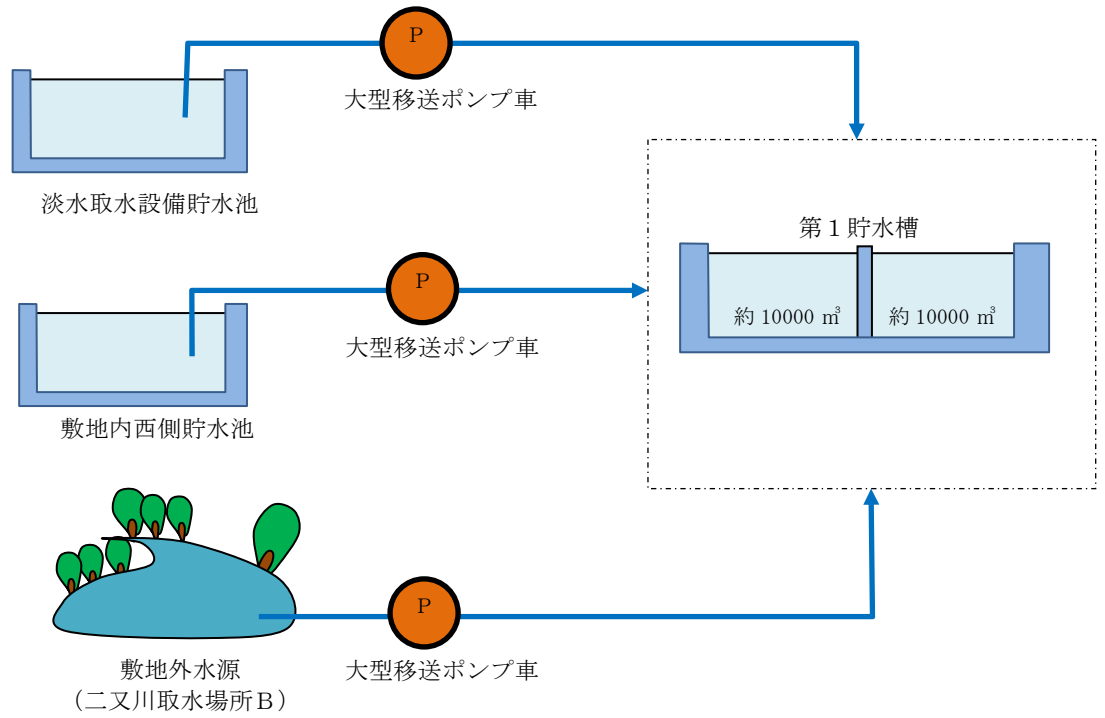 P
大型移送ポンプ車
淡水取水設備貯水池
第１貯水槽
約 10000 ㎥
約 10000 ㎥
P
大型移送ポンプ車
敷地内西側貯水池
P
大型移送ポンプ車
敷地外水源
（二又川取水場所Ｂ）